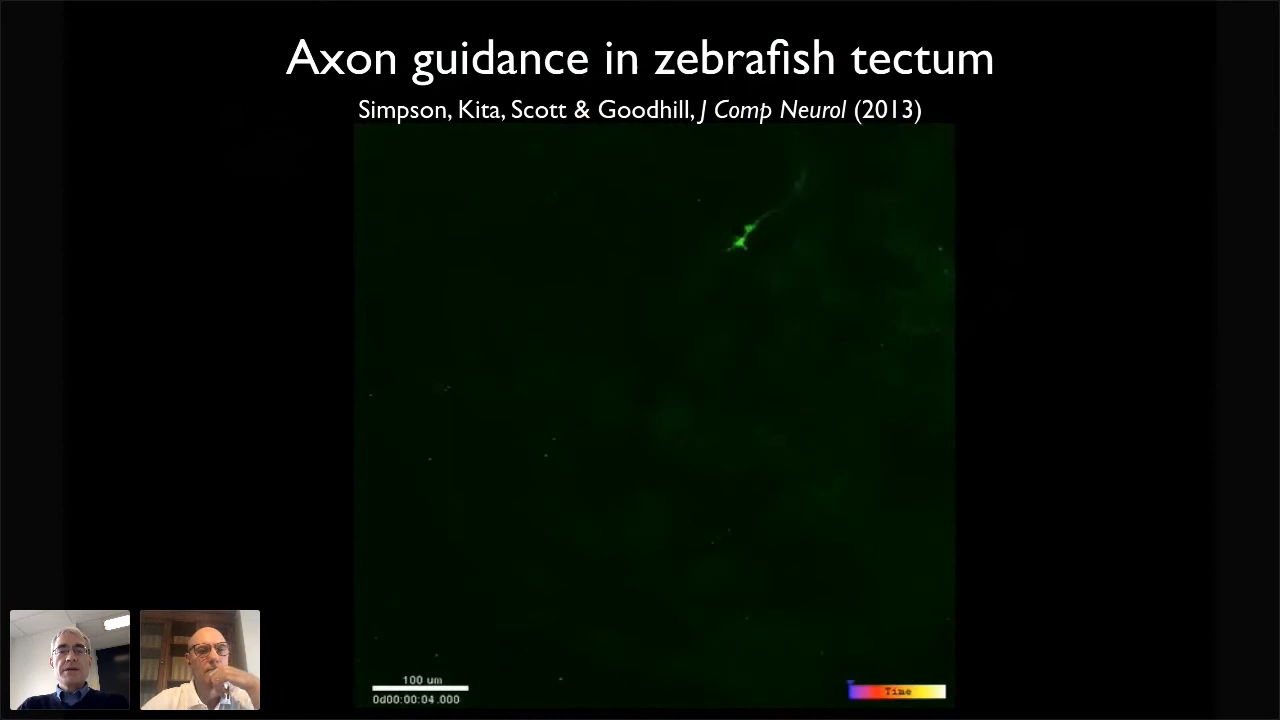 Axon guidance in zebrafish tectum
Simpson, Kita, Scott & Goodhill, J Comp Neurol (2013)
100 um
0d00:00:04.000
Time